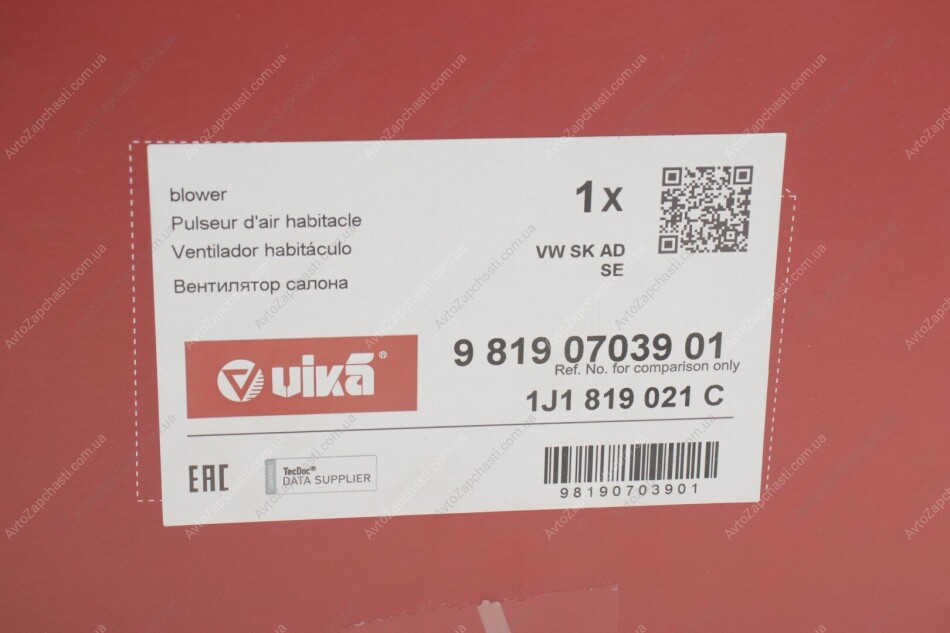 blower
Pulseur d'air habitacle
Ventilador habitáculo
Вентилятор салона
1x
VW SK AD
SE
vika®
9 819 07039 01
Ref. No. for comparison only
1J1 819 021 C
EAC
TecDoc®
DATA SUPPLIER
98190703901
AvtoZapchasti.com.ua